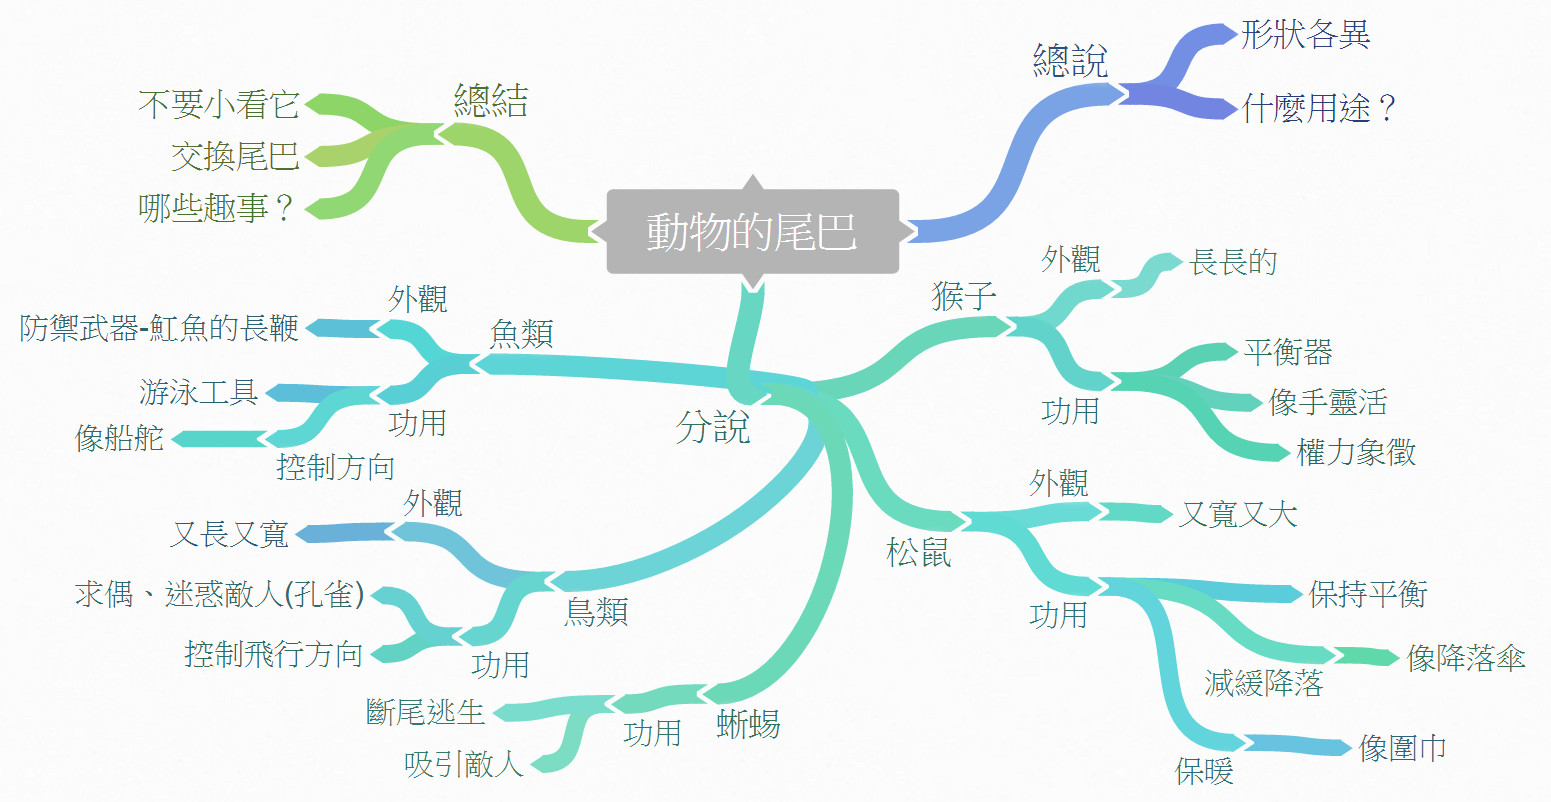 動物的尾巴
總說
形狀各異
什麼用途？
分說
猴子
外觀
長長的
功用
平衡器
像手靈活
權力象徵
松鼠
外觀
又寬又大
功用
保持平衡
減緩降落
像降落傘
保暖
像圍巾
蜥蜴
功用
斷尾逃生
吸引敵人
鳥類
外觀
又長又寬
功用
求偶、迷惑敵人(孔雀)
控制飛行方向
魚類
外觀
防禦武器-魟魚的長鞭
功用
游泳工具
控制方向
像船舵
總結
不要小看它
交換尾巴
哪些趣事？